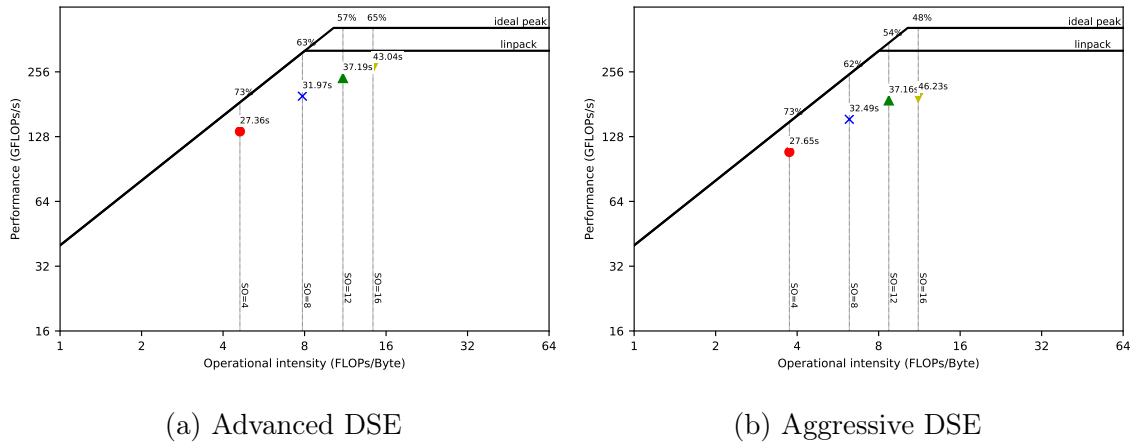 57% 65%
ideal peak
63%
linpack
43.04s
37.19s
73%
31.97s
27.36s
256
128
64
32
16
Performance (GFLOPs/s)
SO=4
SO=8
SO=12
SO=16
1 2 4 8 16 32 64
Operational intensity (FLOPs/Byte)
(a) Advanced DSE
48%
ideal peak
54%
linpack
62%
46.23s
37.16s
73%
32.49s
27.65s
256
128
64
32
16
Performance (GFLOPs/s)
SO=4
SO=8
SO=12
SO=16
1 2 4 8 16 32 64
Operational intensity (FLOPs/Byte)
(b) Aggressive DSE